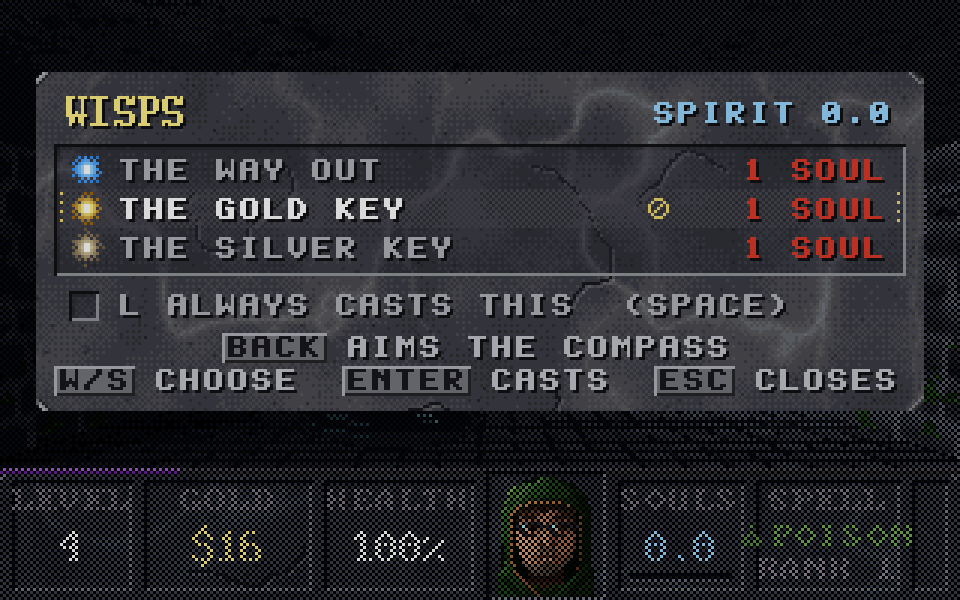 WISPS
SPIRIT 0.0
THE WAY OUT 1 SOUL
THE GOLD KEY 1 SOUL
THE SILVER KEY 1 SOUL
L ALWAYS CASTS THIS (SPACE)
BACK AIMS THE COMPASS
W/S CHOOSE ENTER CASTS ESC CLOSES
LEVEL GOLD HEALTH SOULS SPELL
1 $16 100% 0.0 POISON
RANK 1